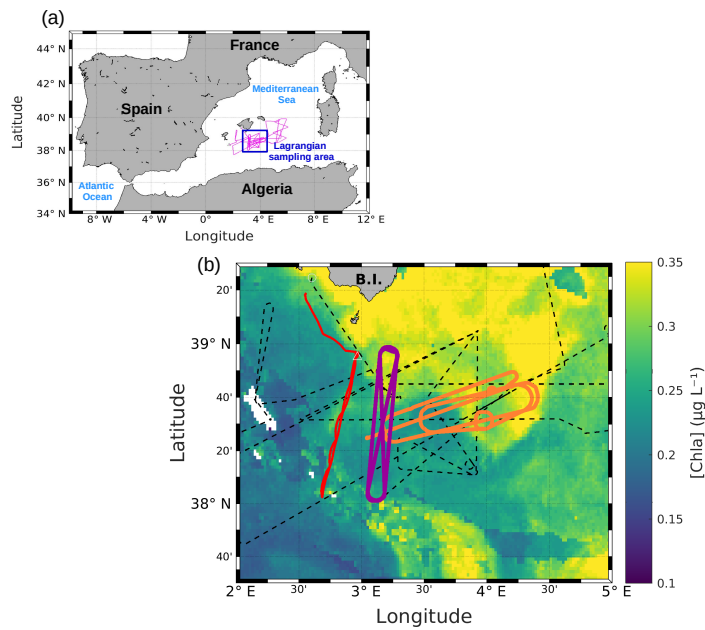 (a)
44° N
42° N
40° N
38° N
36° N
34° N
Latitude
France
Mediterranean
Sea
Spain
Lagrangian
sampling area
Atlantic
Ocean
Algeria
8° W
4° W
0°
4° E
8° E
12° E
Longitude
(b)
B.I.
20'
39° N
40'
20'
38° N
40'
Latitude
2° E
30'
3° E
30'
4° E
30'
5° E
Longitude
0.35
0.3
0.25
0.2
0.15
0.1
[Chla] (µg L⁻¹)